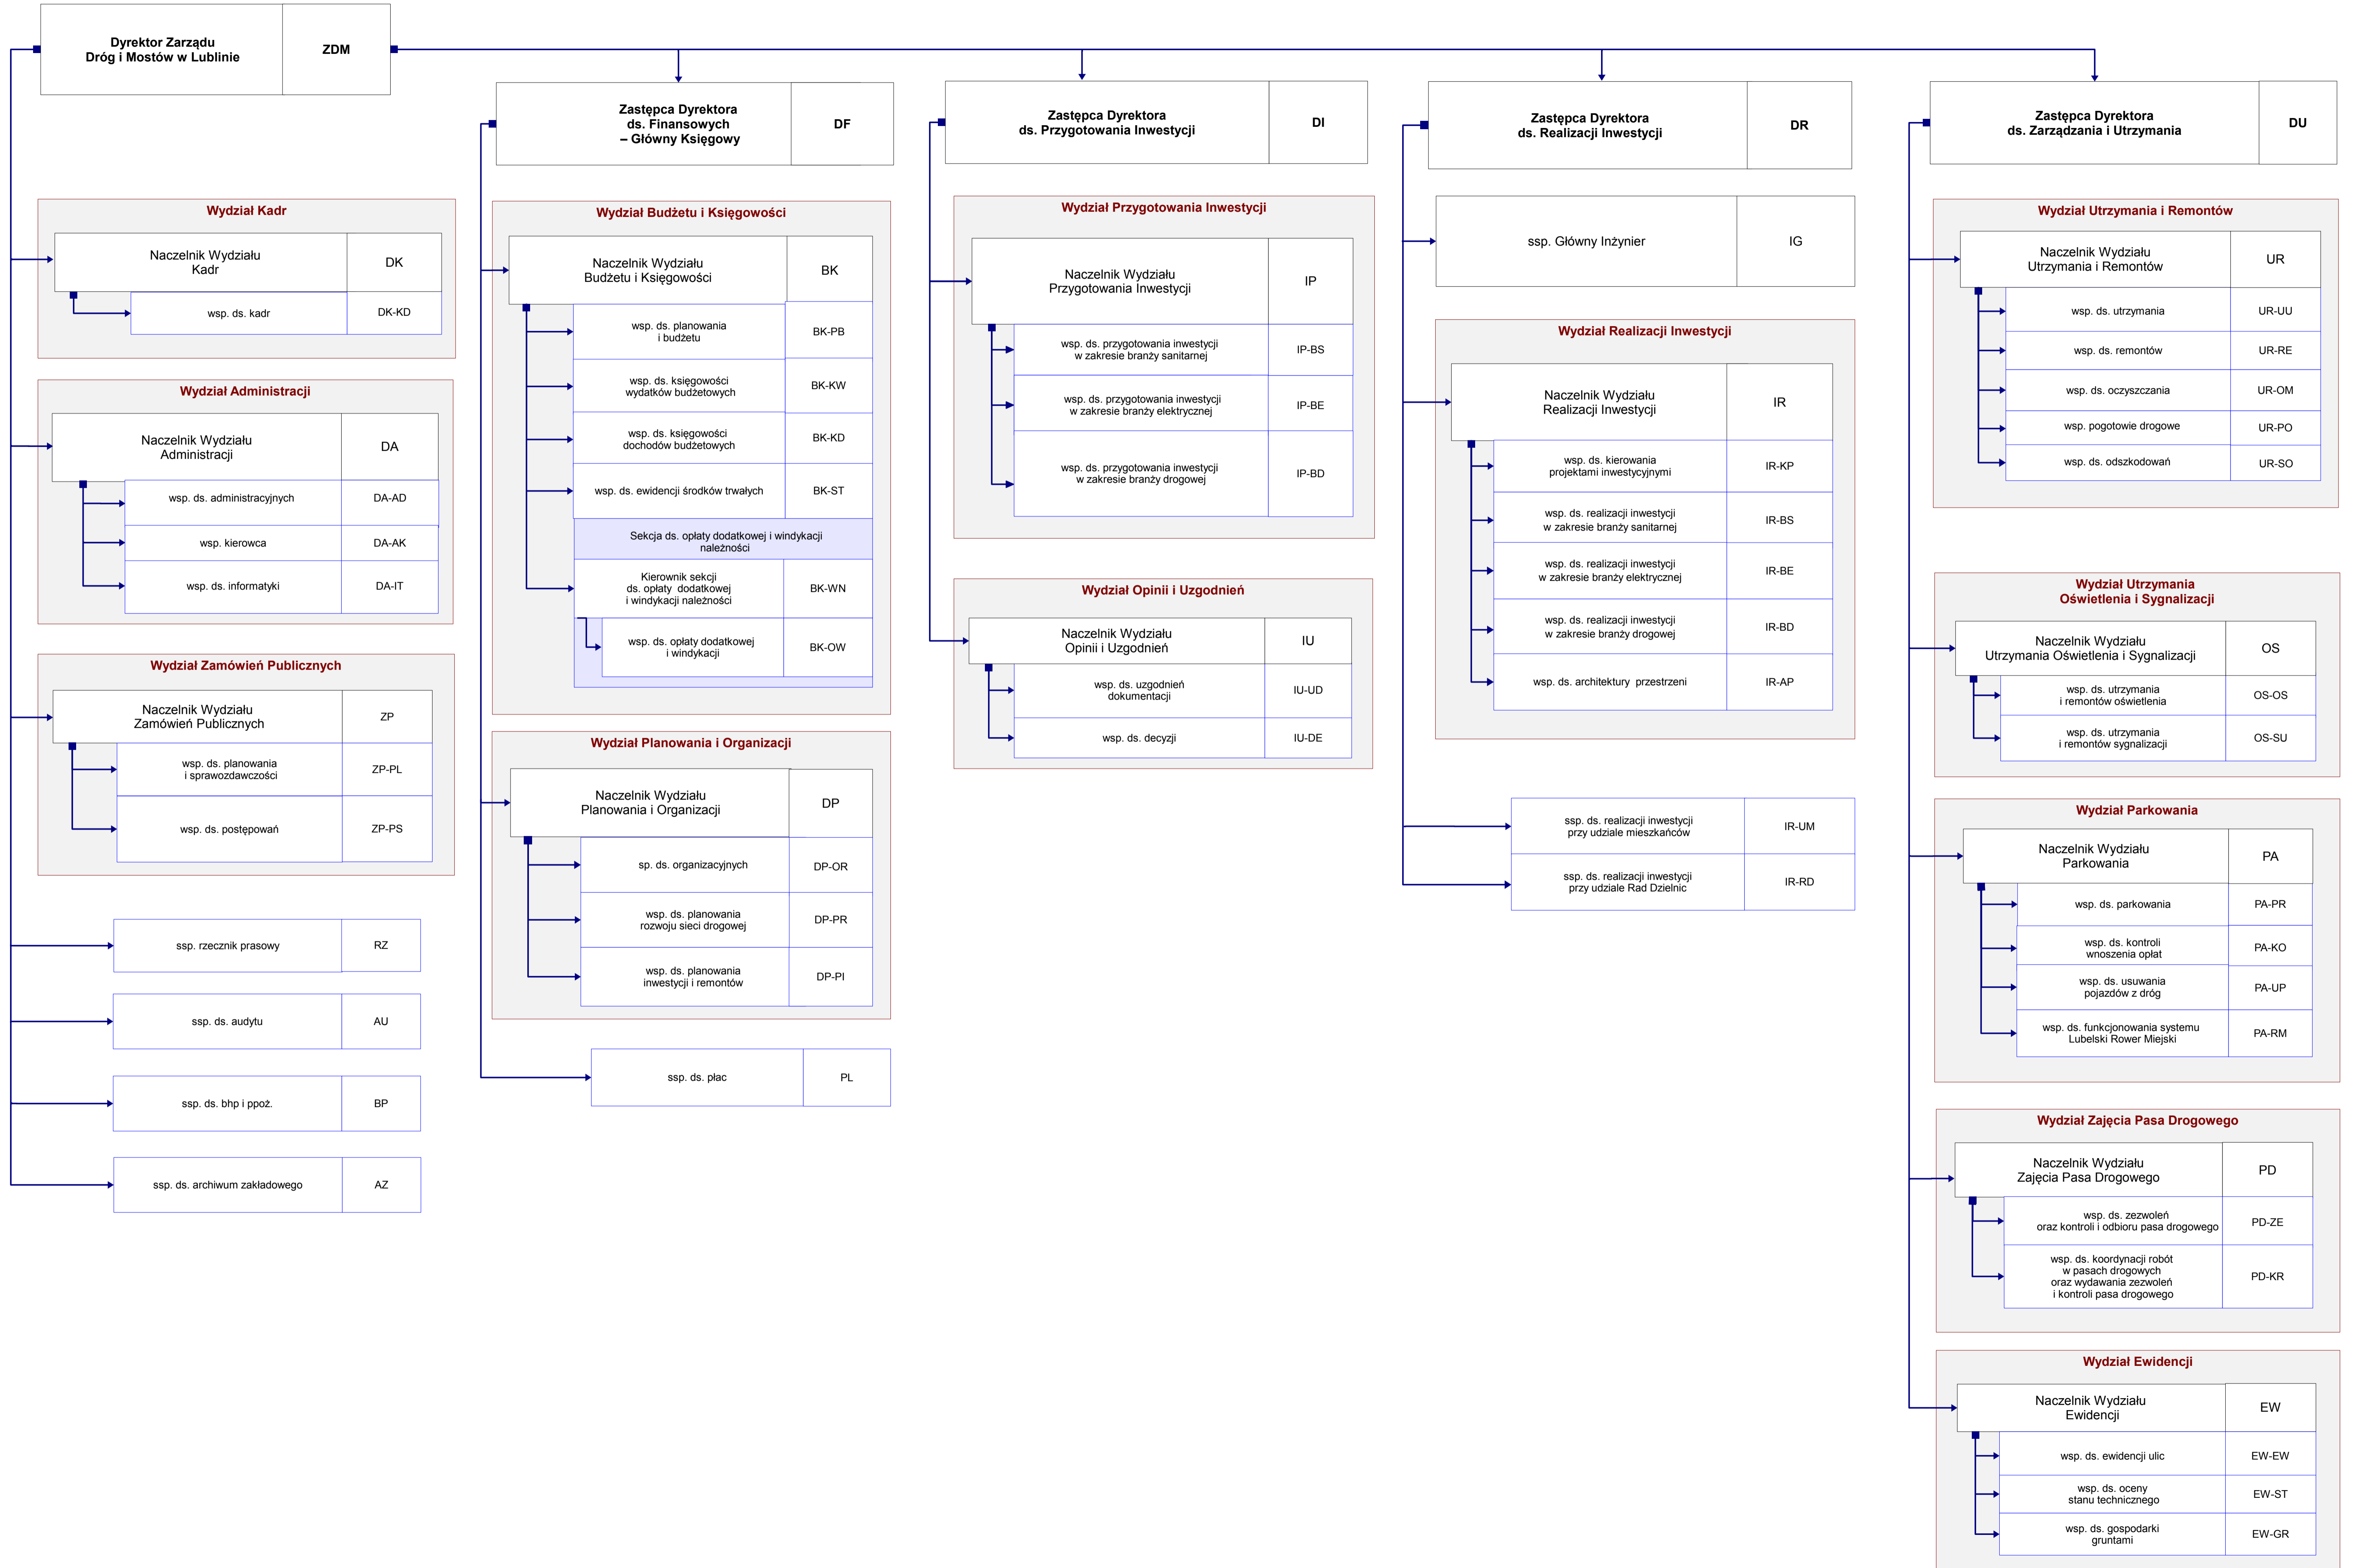 Dyrektor Zarządu
Dróg i Mostów w Lublinie
ZDM
Wydział Kadr
Naczelnik Wydziału
Kadr
DK
wsp. ds. kadr
DK-KD
Wydział Administracji
Naczelnik Wydziału
Administracji
DA
wsp. ds. administracyjnych
DA-AD
wsp. kierowca
DA-AK
wsp. ds. informatyki
DA-IT
Wydział Zamówień Publicznych
Naczelnik Wydziału
Zamówień Publicznych
ZP
wsp. ds. planowania
i sprawozdawczości
ZP-PL
wsp. ds. postępowań
ZP-PS
ssp. rzecznik prasowy
RZ
ssp. ds. audytu
AU
ssp. ds. bhp i ppoż.
BP
ssp. ds. archiwum zakładowego
AZ
Zastępca Dyrektora
ds. Finansowych
– Główny Księgowy
DF
Wydział Budżetu i Księgowości
Naczelnik Wydziału
Budżetu i Księgowości
BK
wsp. ds. planowania
i budżetu
BK-PB
wsp. ds. księgowości
wydatków budżetowych
BK-KW
wsp. ds. księgowości
dochodów budżetowych
BK-KD
wsp. ds. ewidencji środków trwałych
BK-ST
Sekcja ds. opłaty dodatkowej i windykacji
należności
Kierownik sekcji
ds. opłaty dodatkowej
i windykacji należności
BK-WN
wsp. ds. opłaty dodatkowej
i windykacji
BK-OW
Wydział Planowania i Organizacji
Naczelnik Wydziału
Planowania i Organizacji
DP
sp. ds. organizacyjnych
DP-OR
wsp. ds. planowania
rozwoju sieci drogowej
DP-PR
wsp. ds. planowania
inwestycji i remontów
DP-PI
ssp. ds. płac
PL
Zastępca Dyrektora
ds. Przygotowania Inwestycji
DI
Wydział Przygotowania Inwestycji
Naczelnik Wydziału
Przygotowania Inwestycji
IP
wsp. ds. przygotowania inwestycji
w zakresie branży sanitarnej
IP-BS
wsp. ds. przygotowania inwestycji
w zakresie branży elektrycznej
IP-BE
wsp. ds. przygotowania inwestycji
w zakresie branży drogowej
IP-BD
Wydział Opinii i Uzgodnień
Naczelnik Wydziału
Opinii i Uzgodnień
IU
wsp. ds. uzgodnień
dokumentacji
IU-UD
wsp. ds. decyzji
IU-DE
Zastępca Dyrektora
ds. Realizacji Inwestycji
DR
ssp. Główny Inżynier
IG
Wydział Realizacji Inwestycji
Naczelnik Wydziału
Realizacji Inwestycji
IR
wsp. ds. kierowania
projektami inwestycyjnymi
IR-KP
wsp. ds. realizacji inwestycji
w zakresie branży sanitarnej
IR-BS
wsp. ds. realizacji inwestycji
w zakresie branży elektrycznej
IR-BE
wsp. ds. realizacji inwestycji
w zakresie branży drogowej
IR-BD
wsp. ds. architektury przestrzeni
IR-AP
ssp. ds. realizacji inwestycji
przy udziale mieszkańców
IR-UM
ssp. ds. realizacji inwestycji
przy udziale Rad Dzielnic
IR-RD
Zastępca Dyrektora
ds. Zarządzania i Utrzymania
DU
Wydział Utrzymania i Remontów
Naczelnik Wydziału
Utrzymania i Remontów
UR
wsp. ds. utrzymania
UR-UU
wsp. ds. remontów
UR-RE
wsp. ds. oczyszczania
UR-OM
wsp. pogotowie drogowe
UR-PO
wsp. ds. odszkodowań
UR-SO
Wydział Utrzymania
Oświetlenia i Sygnalizacji
Naczelnik Wydziału
Utrzymania Oświetlenia i Sygnalizacji
OS
wsp. ds. utrzymania
i remontów oświetlenia
OS-OS
wsp. ds. utrzymania
i remontów sygnalizacji
OS-SU
Wydział Parkowania
Naczelnik Wydziału
Parkowania
PA
wsp. ds. parkowania
PA-PR
wsp. ds. kontroli
wnoszenia opłat
PA-KO
wsp. ds. usuwania
pojazdów z dróg
PA-UP
wsp. ds. funkcjonowania systemu
Lubelski Rower Miejski
PA-RM
Wydział Zajęcia Pasa Drogowego
Naczelnik Wydziału
Zajęcia Pasa Drogowego
PD
wsp. ds. zezwoleń
oraz kontroli i odbioru pasa drogowego
PD-ZE
wsp. ds. koordynacji robót
w pasach drogowych
oraz wydawania zezwoleń
i kontroli pasa drogowego
PD-KR
Wydział Ewidencji
Naczelnik Wydziału
Ewidencji
EW
wsp. ds. ewidencji ulic
EW-EW
wsp. ds. oceny
stanu technicznego
EW-ST
wsp. ds. gospodarki
gruntami
EW-GR